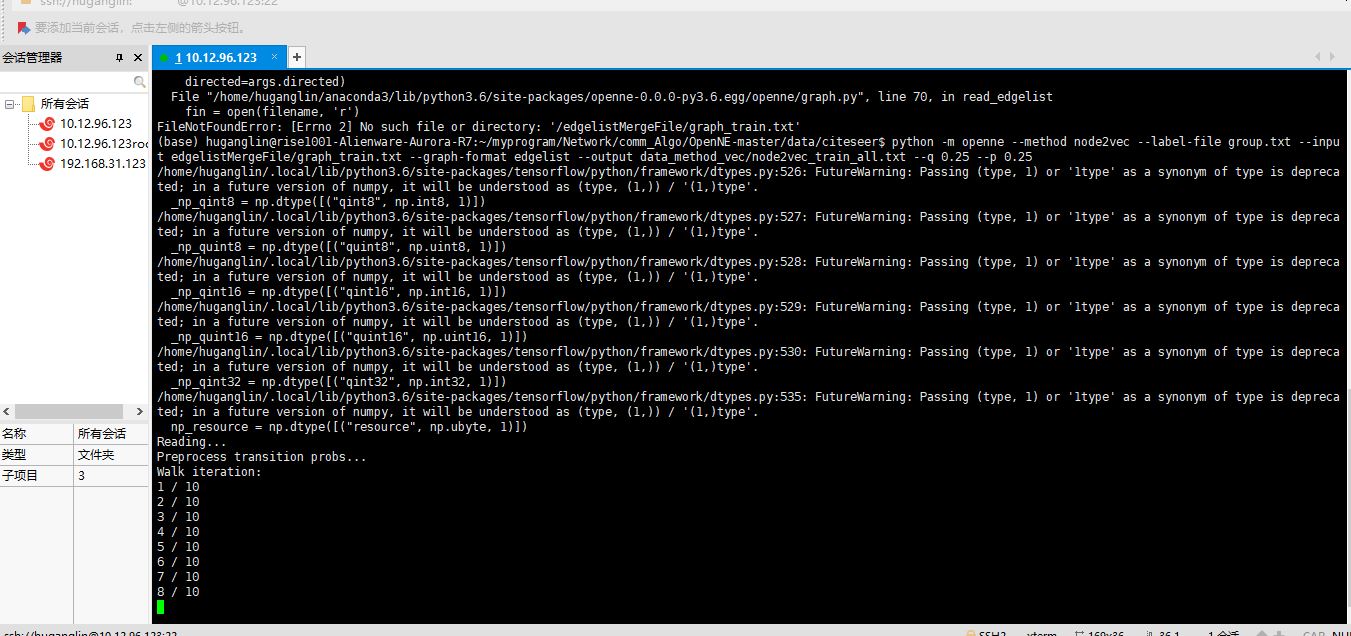 ssh://huganglin: @10.12.96.123:22
要添加当前会话，点击左侧的箭头按钮。
会话管理器
1 10.12.96.123 × +
所有会话
10.12.96.123
10.12.96.123roo
192.168.31.123
名称 所有会话
类型 文件夹
子项目 3
directed=args.directed)
File "/home/huganglin/anaconda3/lib/python3.6/site-packages/openne-0.0.0-py3.6.egg/openne/graph.py", line 70, in read_edgelist
fin = open(filename, 'r')
FileNotFoundError: [Errno 2] No such file or directory: '/edgelistMergeFile/graph_train.txt'
(base) huganglin@rise1001-Alienware-Aurora-R7:~/myprogram/Network/comm_Algo/OpenNE-master/data/citeseer$ python -m openne --method node2vec --label-file group.txt --inpu
t edgelistMergeFile/graph_train.txt --graph-format edgelist --output data_method_vec/node2vec_train_all.txt --q 0.25 --p 0.25
/home/huganglin/.local/lib/python3.6/site-packages/tensorflow/python/framework/dtypes.py:526: FutureWarning: Passing (type, 1) or '1type' as a synonym of type is depreca
ted; in a future version of numpy, it will be understood as (type, (1,)) / '(1,)type'.
_np_qint8 = np.dtype([("qint8", np.int8, 1)])
/home/huganglin/.local/lib/python3.6/site-packages/tensorflow/python/framework/dtypes.py:527: FutureWarning: Passing (type, 1) or '1type' as a synonym of type is depreca
ted; in a future version of numpy, it will be understood as (type, (1,)) / '(1,)type'.
_np_quint8 = np.dtype([("quint8", np.uint8, 1)])
/home/huganglin/.local/lib/python3.6/site-packages/tensorflow/python/framework/dtypes.py:528: FutureWarning: Passing (type, 1) or '1type' as a synonym of type is depreca
ted; in a future version of numpy, it will be understood as (type, (1,)) / '(1,)type'.
_np_qint16 = np.dtype([("qint16", np.int16, 1)])
/home/huganglin/.local/lib/python3.6/site-packages/tensorflow/python/framework/dtypes.py:529: FutureWarning: Passing (type, 1) or '1type' as a synonym of type is depreca
ted; in a future version of numpy, it will be understood as (type, (1,)) / '(1,)type'.
_np_quint16 = np.dtype([("quint16", np.uint16, 1)])
/home/huganglin/.local/lib/python3.6/site-packages/tensorflow/python/framework/dtypes.py:530: FutureWarning: Passing (type, 1) or '1type' as a synonym of type is depreca
ted; in a future version of numpy, it will be understood as (type, (1,)) / '(1,)type'.
_np_qint32 = np.dtype([("qint32", np.int32, 1)])
/home/huganglin/.local/lib/python3.6/site-packages/tensorflow/python/framework/dtypes.py:535: FutureWarning: Passing (type, 1) or '1type' as a synonym of type is depreca
ted; in a future version of numpy, it will be understood as (type, (1,)) / '(1,)type'.
np_resource = np.dtype([("resource", np.ubyte, 1)])
Reading...
Preprocess transition probs...
Walk iteration:
1 / 10
2 / 10
3 / 10
4 / 10
5 / 10
6 / 10
7 / 10
8 / 10
ssh://huganglin@10.12.96.123:22 SSH2 xterm 169x36 36,1 1 会话 CAP NU